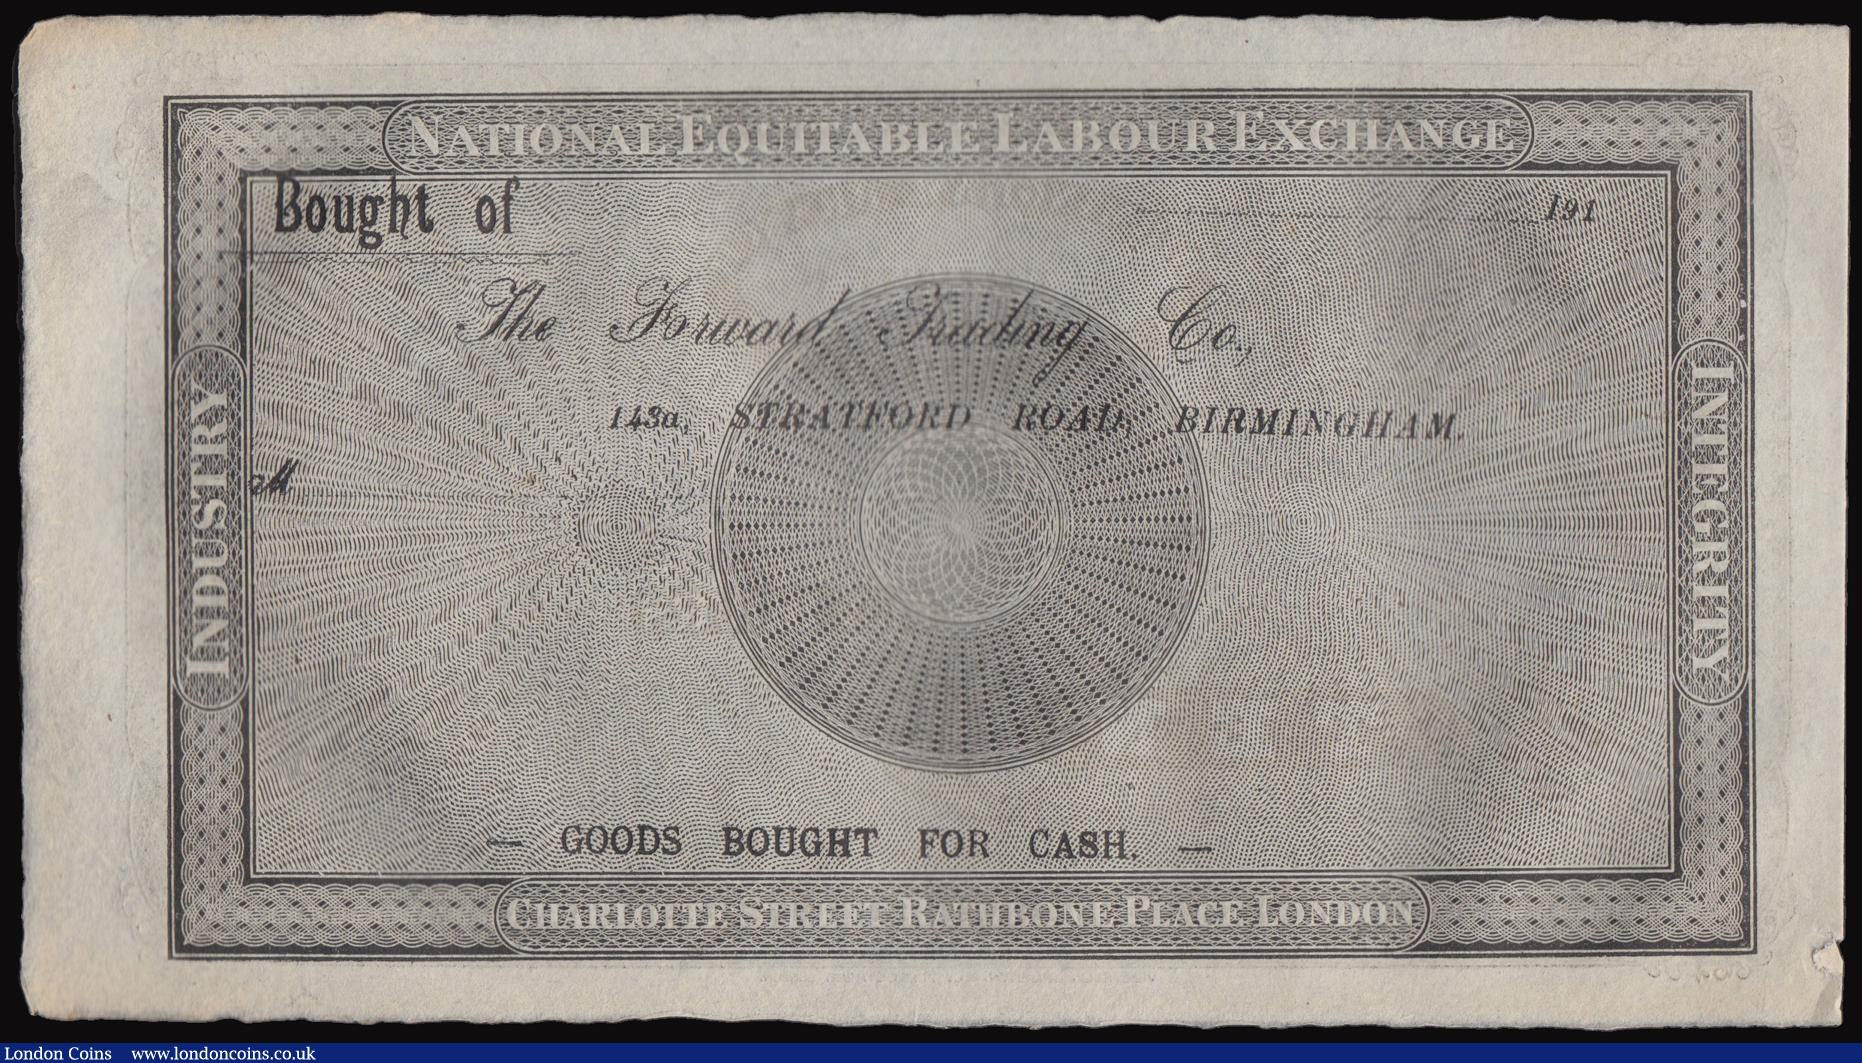 NATIONAL EQUITABLE LABOUR EXCHANGE
Bought of
191
The Forward Trading Co.,
143a, STRATFORD ROAD, BIRMINGHAM.
INDUSTRY
INTEGRITY
M
— GOODS BOUGHT FOR CASH. —
CHARLOTTE STREET RATHBONE PLACE LONDON
London Coins www.londoncoins.co.uk